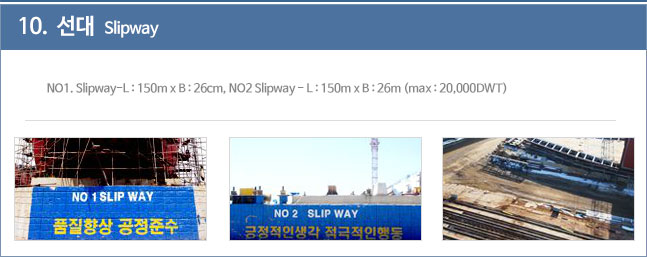 10. 선대 Slipway
NO1. Slipway-L : 150m x B : 26cm, NO2 Slipway - L : 150m x B : 26m (max : 20,000DWT)
NO 1 SLIP WAY
품질향상 공정준수
NO 2 SLIP WAY
긍정적인생각 적극적인행동